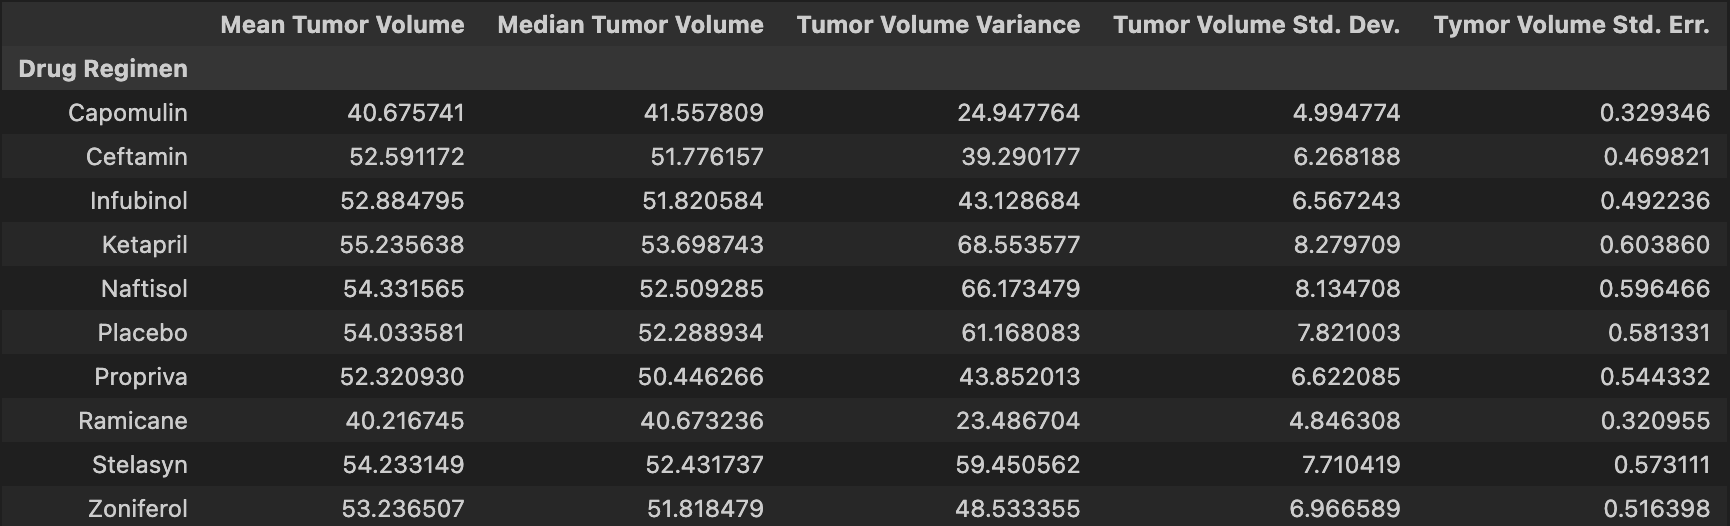 Mean Tumor Volume Median Tumor Volume Tumor Volume Variance Tumor Volume Std. Dev. Tymor Volume Std. Err.
Drug Regimen
Capomulin 40.675741 41.557809 24.947764 4.994774 0.329346
Ceftamin 52.591172 51.776157 39.290177 6.268188 0.469821
Infubinol 52.884795 51.820584 43.128684 6.567243 0.492236
Ketapril 55.235638 53.698743 68.553577 8.279709 0.603860
Naftisol 54.331565 52.509285 66.173479 8.134708 0.596466
Placebo 54.033581 52.288934 61.168083 7.821003 0.581331
Propriva 52.320930 50.446266 43.852013 6.622085 0.544332
Ramicane 40.216745 40.673236 23.486704 4.846308 0.320955
Stelasyn 54.233149 52.431737 59.450562 7.710419 0.573111
Zoniferol 53.236507 51.818479 48.533355 6.966589 0.516398